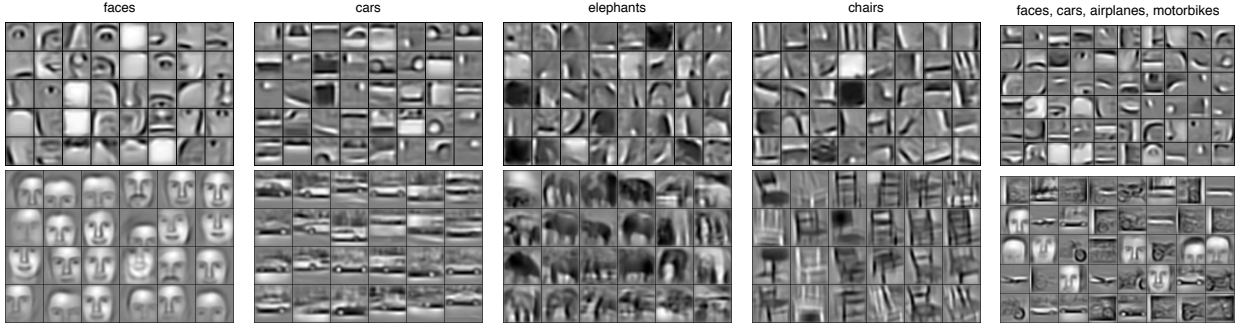 faces
cars
elephants
chairs
faces, cars, airplanes, motorbikes